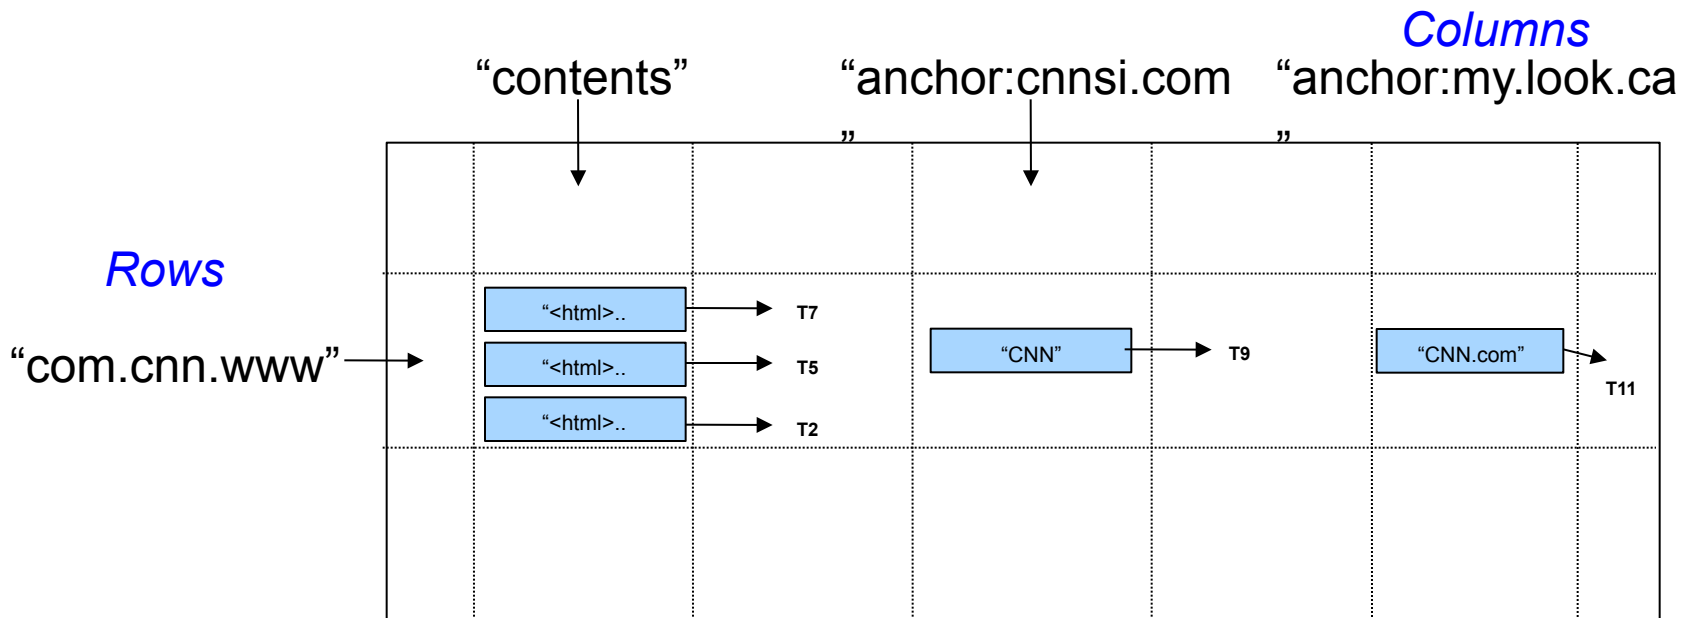 Columns
“contents”
“anchor:cnnsi.com
”
“anchor:my.look.ca
”
Rows
“com.cnn.www”
“<html>..
T7
“<html>..
T5
“<html>..
T2
“CNN”
T9
“CNN.com”
T11